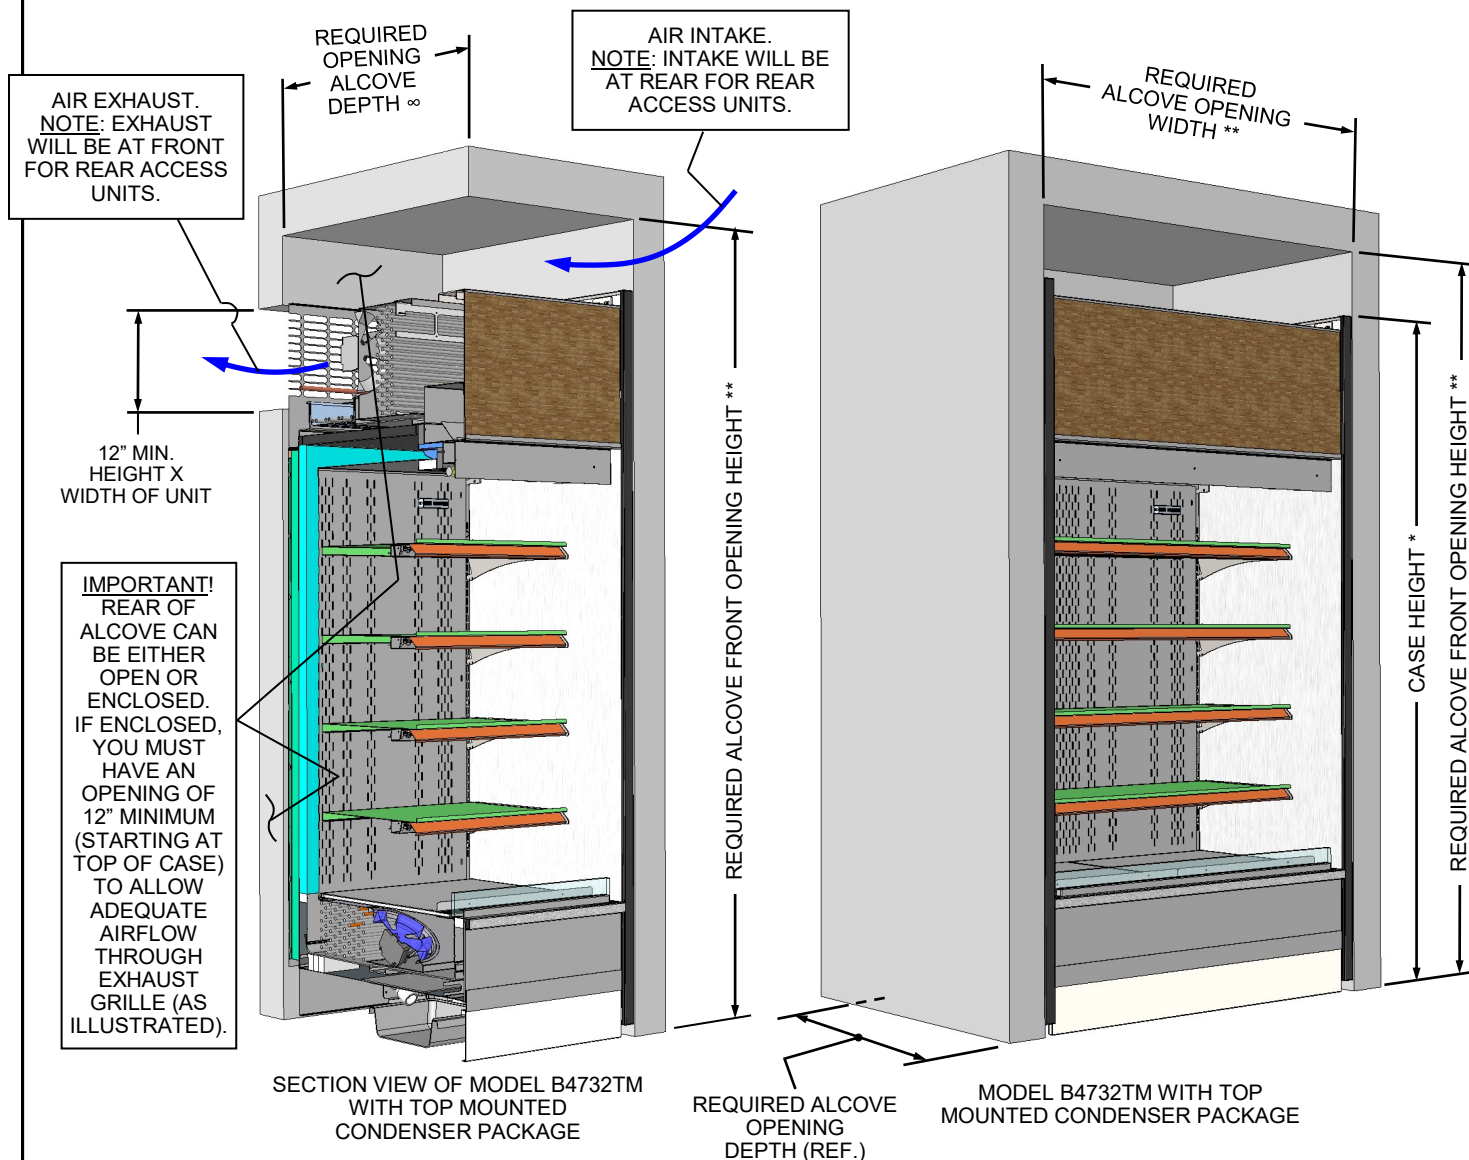 REQUIRED
OPENING
ALCOVE
DEPTH ∞
AIR INTAKE.
NOTE: INTAKE WILL BE
AT REAR FOR REAR
ACCESS UNITS.
REQUIRED
ALCOVE OPENING
WIDTH **
AIR EXHAUST.
NOTE: EXHAUST
WILL BE AT FRONT
FOR REAR ACCESS
UNITS.
12” MIN.
HEIGHT X
WIDTH OF UNIT
IMPORTANT!
REAR OF
ALCOVE CAN
BE EITHER
OPEN OR
ENCLOSED.
IF ENCLOSED,
YOU MUST
HAVE AN
OPENING OF
12” MINIMUM
(STARTING AT
TOP OF CASE)
TO ALLOW
ADEQUATE
AIRFLOW
THROUGH
EXHAUST
GRILLE (AS
ILLUSTRATED).
REQUIRED ALCOVE FRONT OPENING HEIGHT **
CASE HEIGHT *
REQUIRED ALCOVE FRONT OPENING HEIGHT **
SECTION VIEW OF MODEL B4732TM
WITH TOP MOUNTED
CONDENSER PACKAGE
REQUIRED ALCOVE
OPENING
DEPTH (REF.)
MODEL B4732TM WITH TOP
MOUNTED CONDENSER PACKAGE